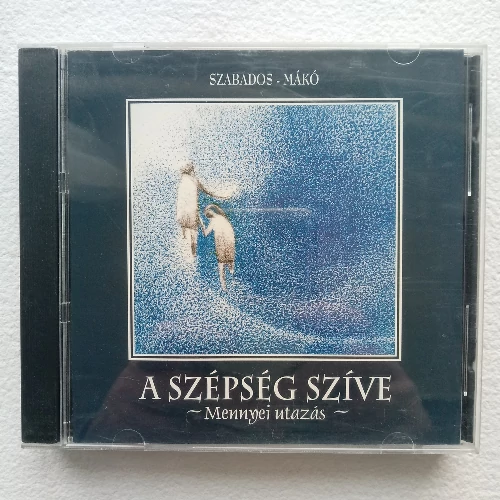 SZABADOS - MÁKÓ
A SZÉPSÉG SZÍVE
~ Mennyei utazás ~